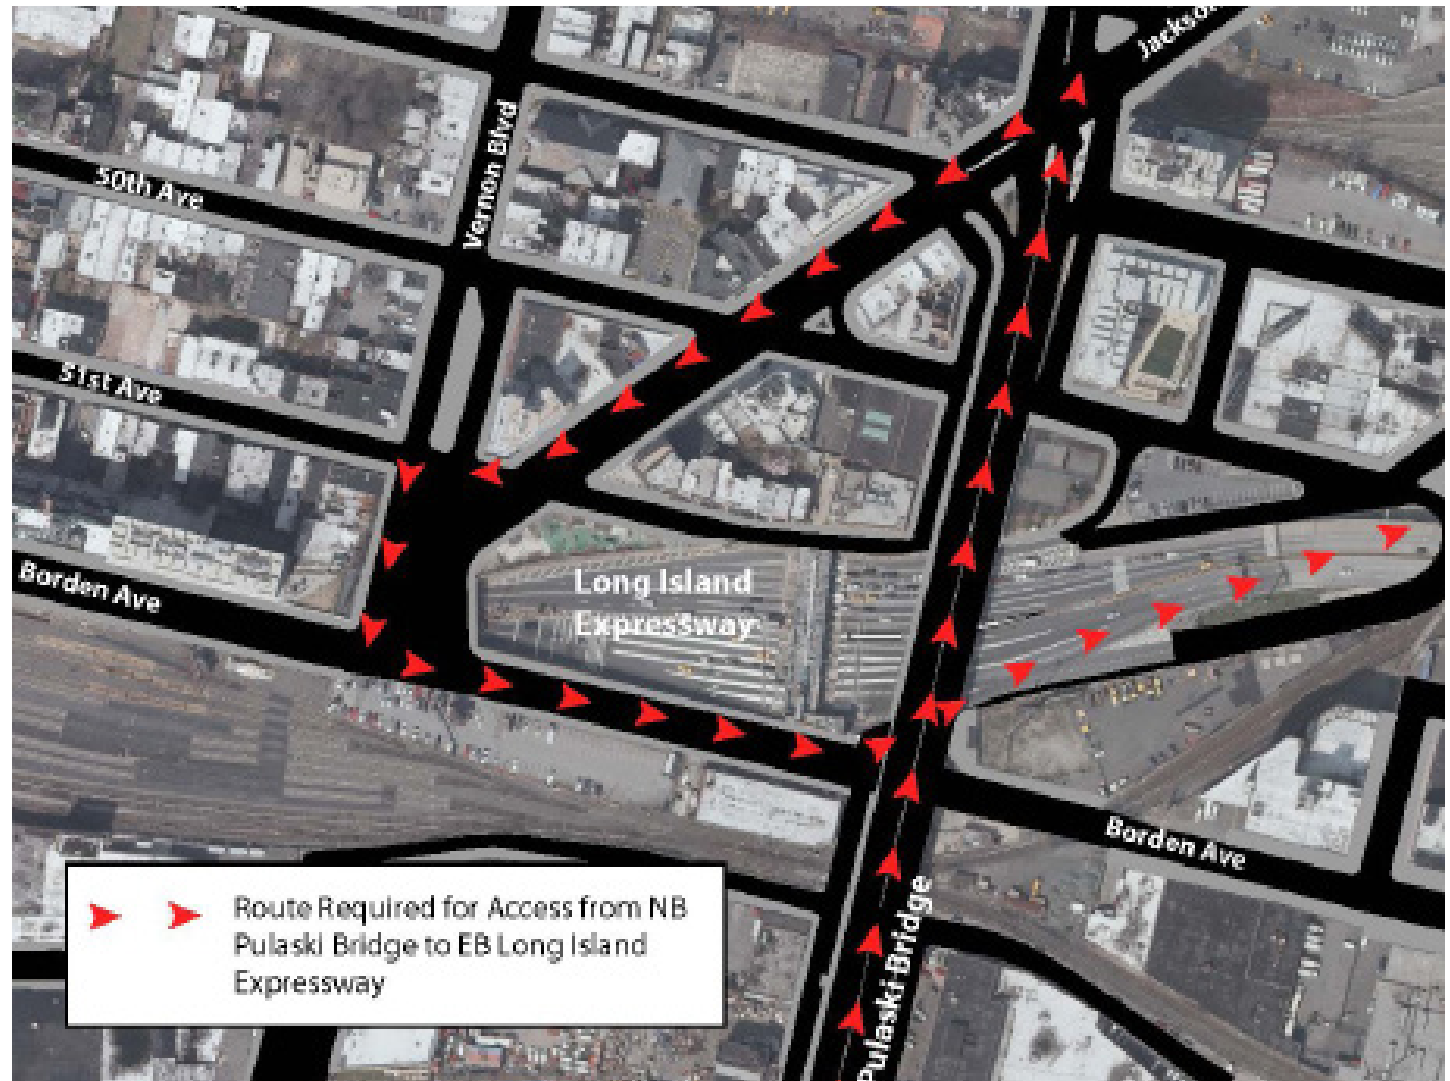 Jackson
Vernon Blvd
50th Ave
51st Ave
Borden Ave
Long Island
Expressway
Borden Ave
Pulaski Bridge
Route Required for Access from NB
Pulaski Bridge to EB Long Island
Expressway